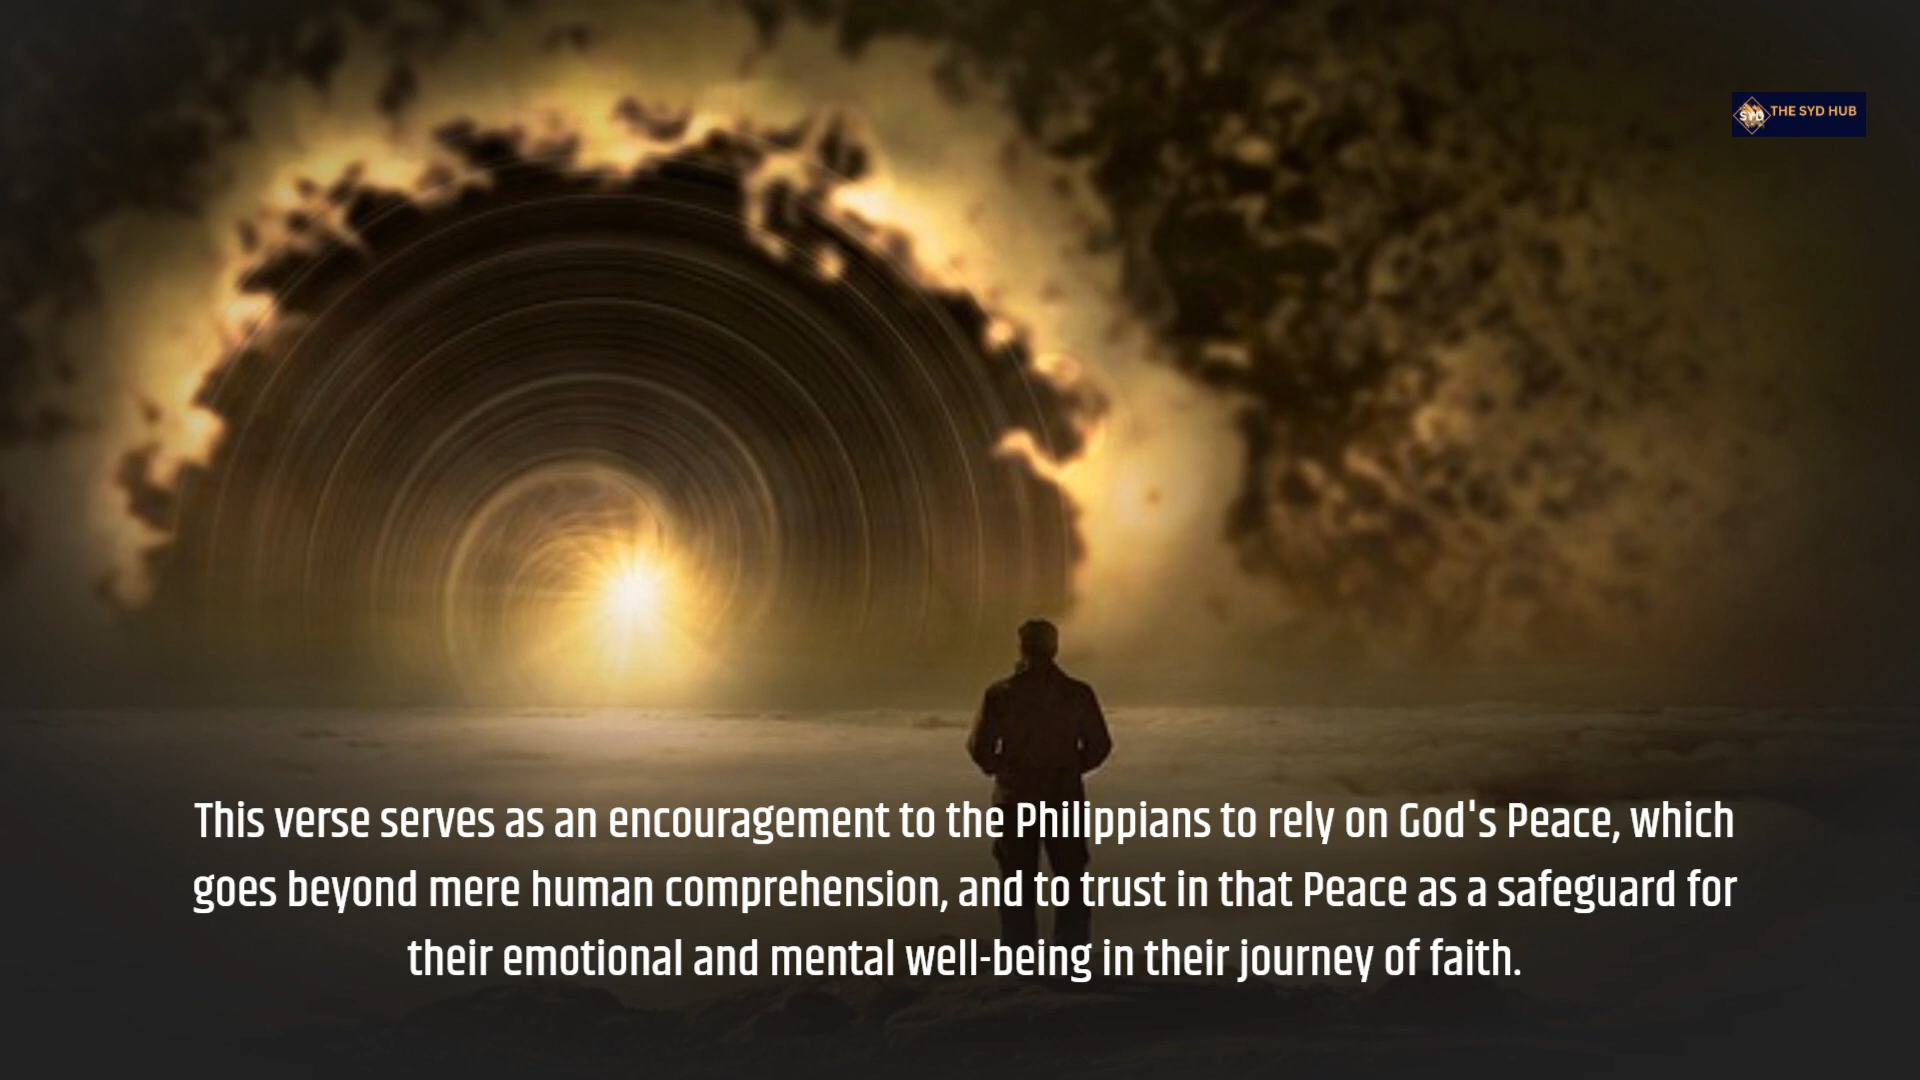 SYD THE SYD HUB
This verse serves as an encouragement to the Philippians to rely on God's Peace, which
goes beyond mere human comprehension, and to trust in that Peace as a safeguard for
their emotional and mental well-being in their journey of faith.